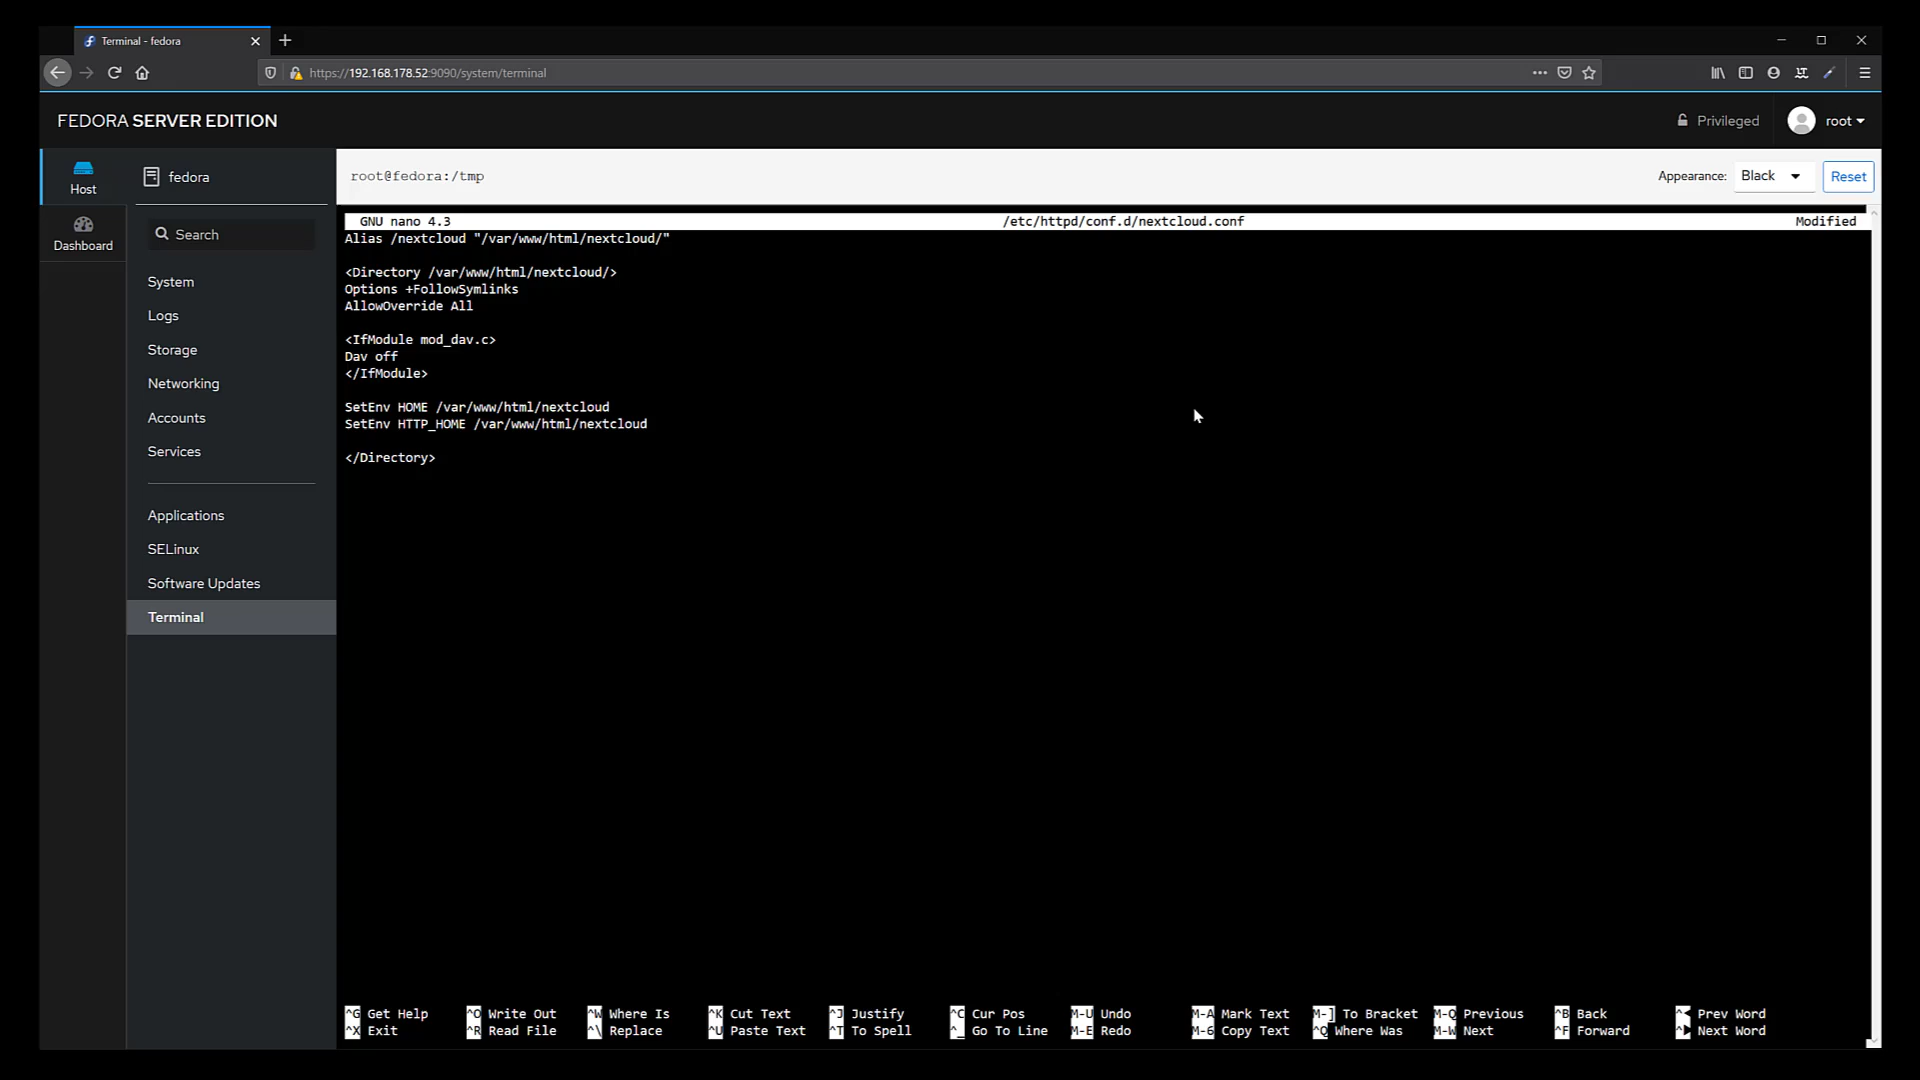 Terminal - fedora
https://192.168.178.52:9090/system/terminal
FEDORA SERVER EDITION
Privileged
root
Host
Dashboard
fedora
Search
System
Logs
Storage
Networking
Accounts
Services
Applications
SELinux
Software Updates
Terminal
root@fedora:/tmp
Appearance: Black
Reset
GNU nano 4.3 /etc/httpd/conf.d/nextcloud.conf Modified
Alias /nextcloud "/var/www/html/nextcloud/"
<Directory /var/www/html/nextcloud/>
Options +FollowSymlinks
AllowOverride All
<IfModule mod_dav.c>
Dav off
</IfModule>
SetEnv HOME /var/www/html/nextcloud
SetEnv HTTP_HOME /var/www/html/nextcloud
</Directory>
^G Get Help ^O Write Out ^W Where Is ^K Cut Text ^J Justify ^C Cur Pos M-U Undo M-A Mark Text M-] To Bracket M-Q Previous ^B Back ^◀ Prev Word
^X Exit ^R Read File ^\ Replace ^U Paste Text ^T To Spell ^_ Go To Line M-E Redo M-6 Copy Text ^Q Where Was M-W Next ^F Forward ^▶ Next Word